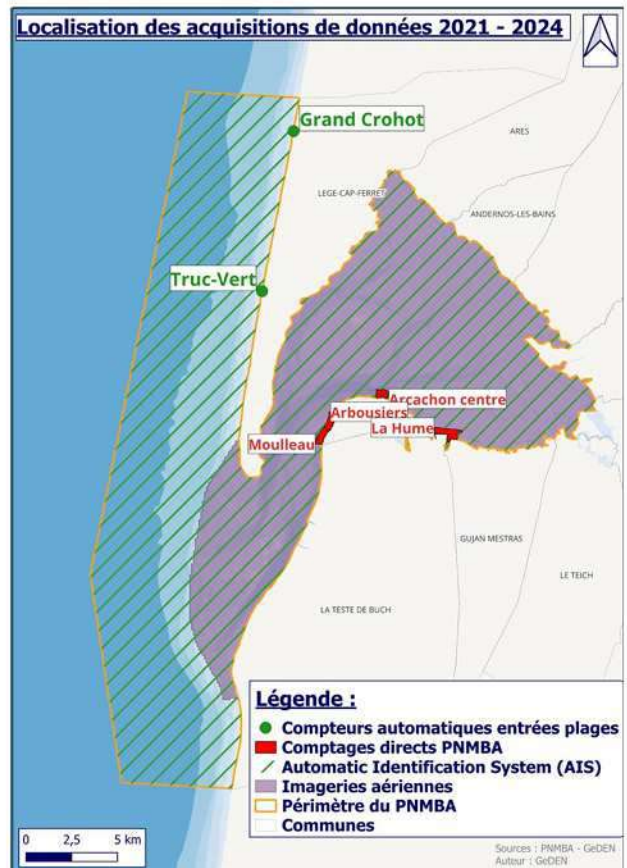 Localisation des acquisitions de données 2021 - 2024
Grand Crohot
ARES
LEGE-CAP-FERRET
ANDERNOS-LES-BAINS
Truc-Vert
Arcachon centre
Arbousiers
La Hume
Moulleau
GUJAN MESTRAS
LE TEICH
LA TESTE DE BUCH
Légende :
Compteurs automatiques entrées plages
Comptages directs PNMBA
Automatic Identification System (AIS)
Imageries aériennes
Périmètre du PNMBA
Communes
0 2,5 5 km
Sources : PNMBA - GeDEN
Auteur : GeDEN